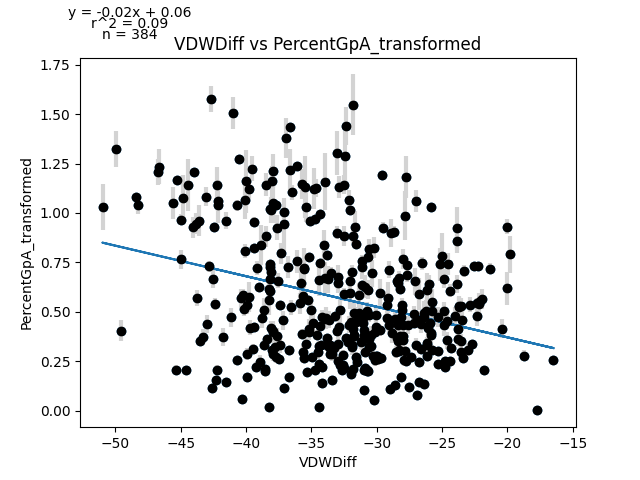 y = -0.02x + 0.06
r^2 = 0.09
n = 384
VDWDiff vs PercentGpA_transformed
1.75
1.50
1.25
1.00
0.75
0.50
0.25
0.00
PercentGpA_transformed
−50 −45 −40 −35 −30 −25 −20 −15
VDWDiff